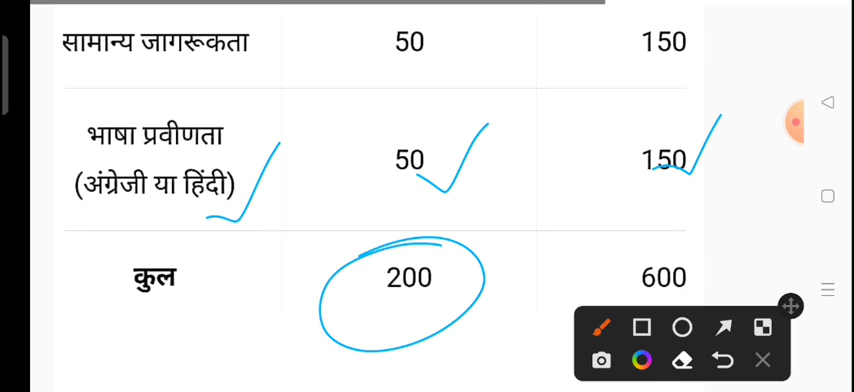 सामान्य जागरूकता 50 150
भाषा प्रवीणता
(अंग्रेजी या हिंदी) 50 150
कुल 200 600